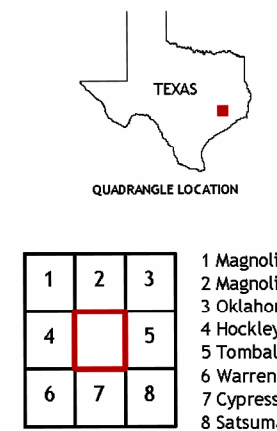 TEXAS
QUADRANGLE LOCATION
1 2 3
4 5
6 7 8
1 Magnoli
2 Magnoli
3 Oklahor
4 Hockley
5 Tombal
6 Warren
7 Cypress
8 Satsuma